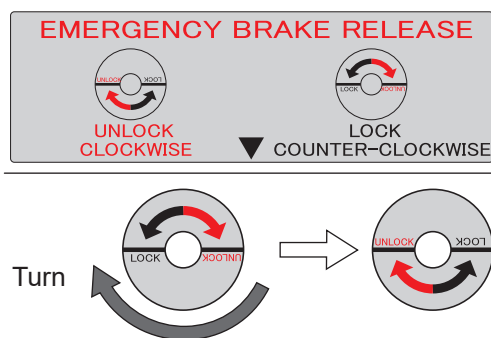 EMERGENCY BRAKE RELEASE
UNLOCK LOCK
LOCK UNLOCK
UNLOCK
CLOCKWISE
LOCK
COUNTER-CLOCKWISE
Turn
LOCK UNLOCK
UNLOCK LOCK